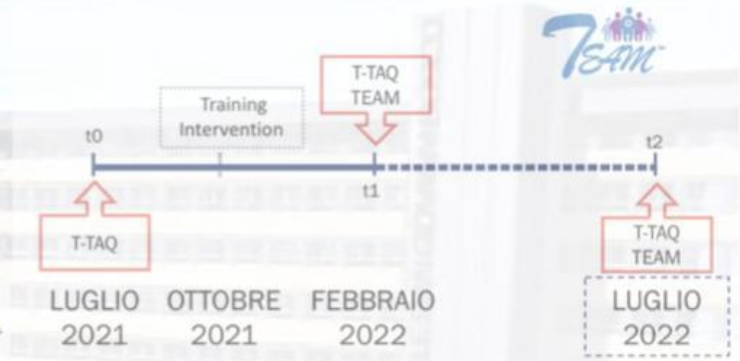 TEAM
T-TAQ
TEAM
Training
Intervention
t0
t2
t1
T-TAQ
T-TAQ
TEAM
LUGLIO
2021
OTTOBRE
2021
FEBBRAIO
2022
LUGLIO
2022